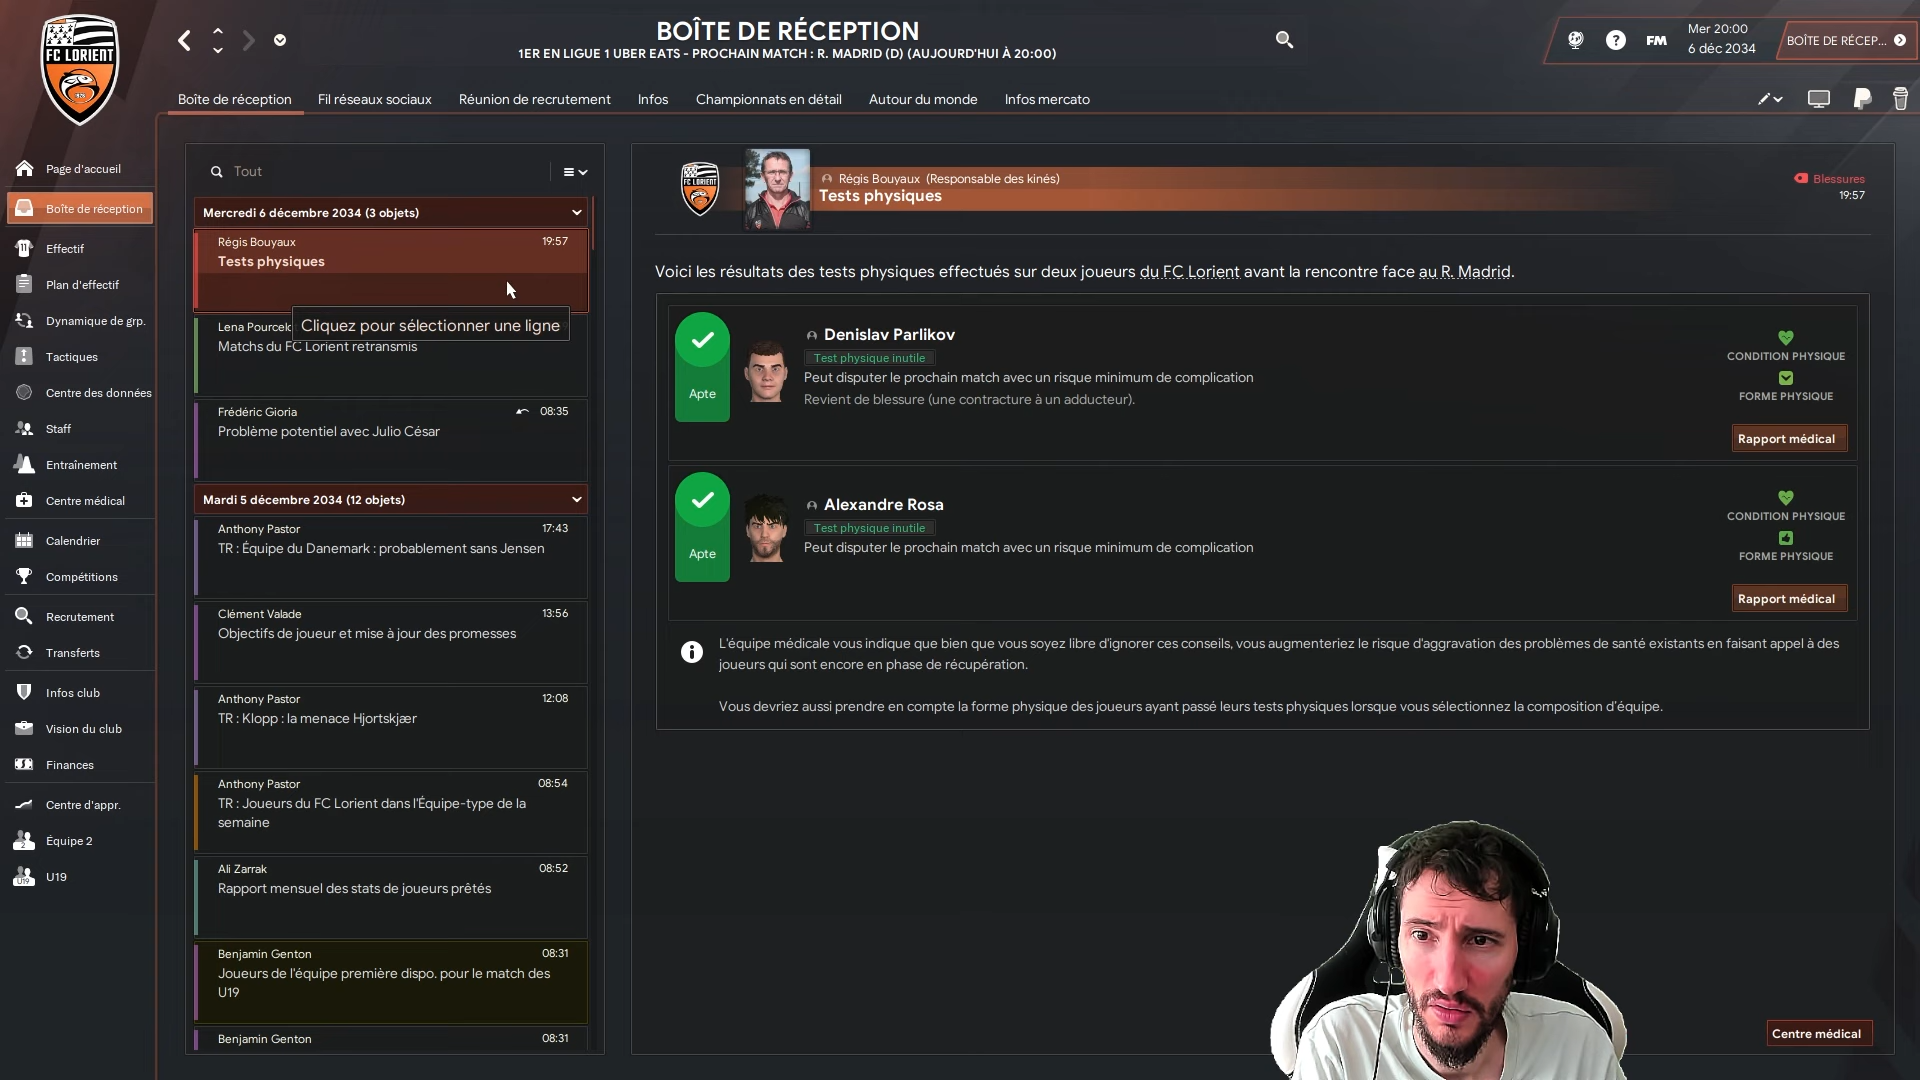 FC LORIENT
BOÎTE DE RÉCEPTION
1ER EN LIGUE 1 UBER EATS - PROCHAIN MATCH : R. MADRID (D) (AUJOURD'HUI À 20:00)
?
FM
Mer 20:00
6 déc 2034
BOÎTE DE RÉCEP...
Boîte de réception
Fil réseaux sociaux
Réunion de recrutement
Infos
Championnats en détail
Autour du monde
Infos mercato
Page d'accueil
Boîte de réception
Effectif
Plan d'effectif
Dynamique de grp.
Tactiques
Centre des données
Staff
Entraînement
Centre médical
Calendrier
Compétitions
Recrutement
Transferts
Infos club
Vision du club
Finances
Centre d'appr.
2
Équipe 2
U19
U19
Tout
Mercredi 6 décembre 2034 (3 objets)
Régis Bouyaux
19:57
Tests physiques
Cliquez pour sélectionner une ligne
Lena Pourcel
Matchs du FC Lorient retransmis
Frédéric Gioria
08:35
Problème potentiel avec Julio César
Mardi 5 décembre 2034 (12 objets)
Anthony Pastor
17:43
TR : Équipe du Danemark : probablement sans Jensen
Clément Valade
13:56
Objectifs de joueur et mise à jour des promesses
Anthony Pastor
12:08
TR : Klopp : la menace Hjortskjær
Anthony Pastor
08:54
TR : Joueurs du FC Lorient dans l'Équipe-type de la
semaine
Ali Zarrak
08:52
Rapport mensuel des stats de joueurs prêtés
Benjamin Genton
08:31
Joueurs de l'équipe première dispo. pour le match des
U19
Benjamin Genton
08:31
FC LORIENT
Régis Bouyaux (Responsable des kinés)
Tests physiques
Blessures
19:57
Voici les résultats des tests physiques effectués sur deux joueurs du FC Lorient avant la rencontre face au R. Madrid.
Apte
Denislav Parlikov
Test physique inutile
Peut disputer le prochain match avec un risque minimum de complication
Revient de blessure (une contracture à un adducteur).
CONDITION PHYSIQUE
FORME PHYSIQUE
Rapport médical
Apte
Alexandre Rosa
Test physique inutile
Peut disputer le prochain match avec un risque minimum de complication
CONDITION PHYSIQUE
FORME PHYSIQUE
Rapport médical
L'équipe médicale vous indique que bien que vous soyez libre d'ignorer ces conseils, vous augmenteriez le risque d'aggravation des problèmes de santé existants en faisant appel à des
joueurs qui sont encore en phase de récupération.
Vous devriez aussi prendre en compte la forme physique des joueurs ayant passé leurs tests physiques lorsque vous sélectionnez la composition d'équipe.
Centre médical